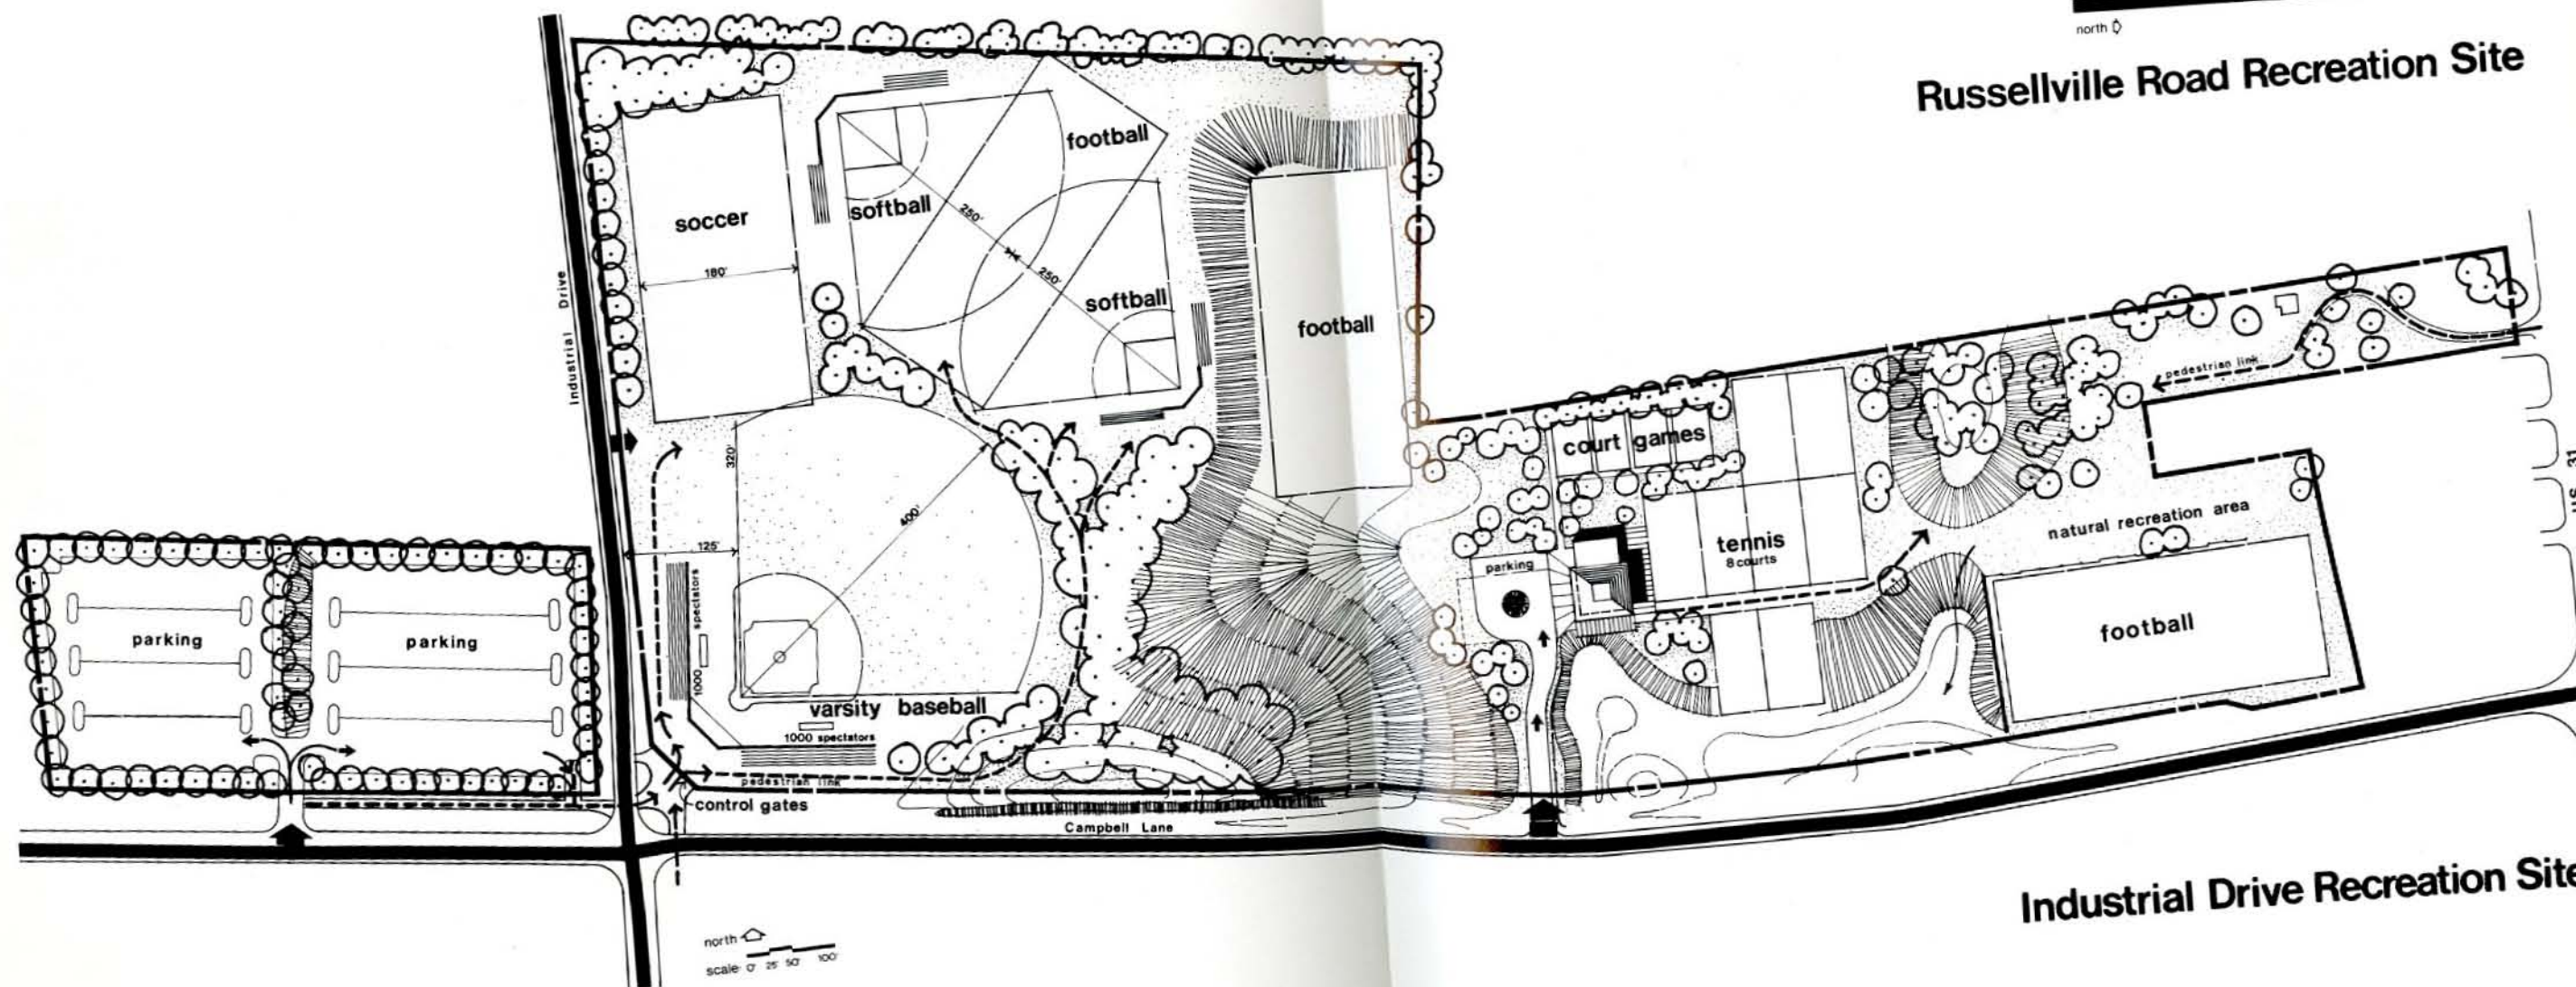 north
Russellville Road Recreation Site
football
soccer
softball
250'
180'
250'
softball
football
Industrial Drive
pedestrian link
court games
320'
400'
125'
natural recreation area
tennis
8 courts
parking
1000 spectators
parking
parking
football
varsity baseball
1000 spectators
pedestrian link
control gates
Campbell Lane
31
Industrial Drive Recreation Site
north
scale 0' 25' 50' 100'